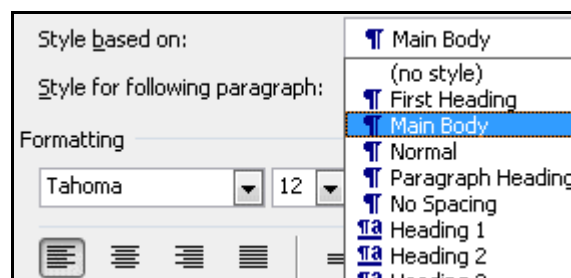 Style based on: ¶ Main Body
(no style)
Style for following paragraph: ¶ First Heading
¶ Main Body
Formatting ¶ Normal
¶ Paragraph Heading
Tahoma 12
¶ No Spacing
¶a Heading 1
¶a Heading 2